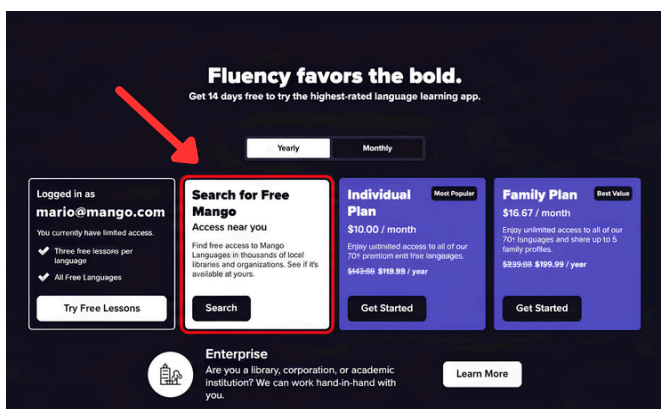 Fluency favors the bold.
Get 14 days free to try the highest-rated language learning app.
Yearly
Monthly
Logged in as
mario@mango.com
You currently have limited access.
Three free lessons per
language
All Free Languages
Try Free Lessons
Search for Free
Mango
Access near you
Find free access to Mango
Languages in thousands of local
libraries and organizations. See if it's
available at yours.
Search
Individual
Plan
Most Popular
$10.00 / month
Enjoy unlimited access to all of our
70+ premium and free languages.
$143.88 $119.99 / year
Get Started
Family Plan
Best Value
$16.67 / month
Enjoy unlimited access to all of our
70+ languages and share up to 5
family profiles.
$239.88 $199.99 / year
Get Started
Enterprise
Are you a library, corporation, or academic
institution? We can work hand-in-hand with
you.
Learn More